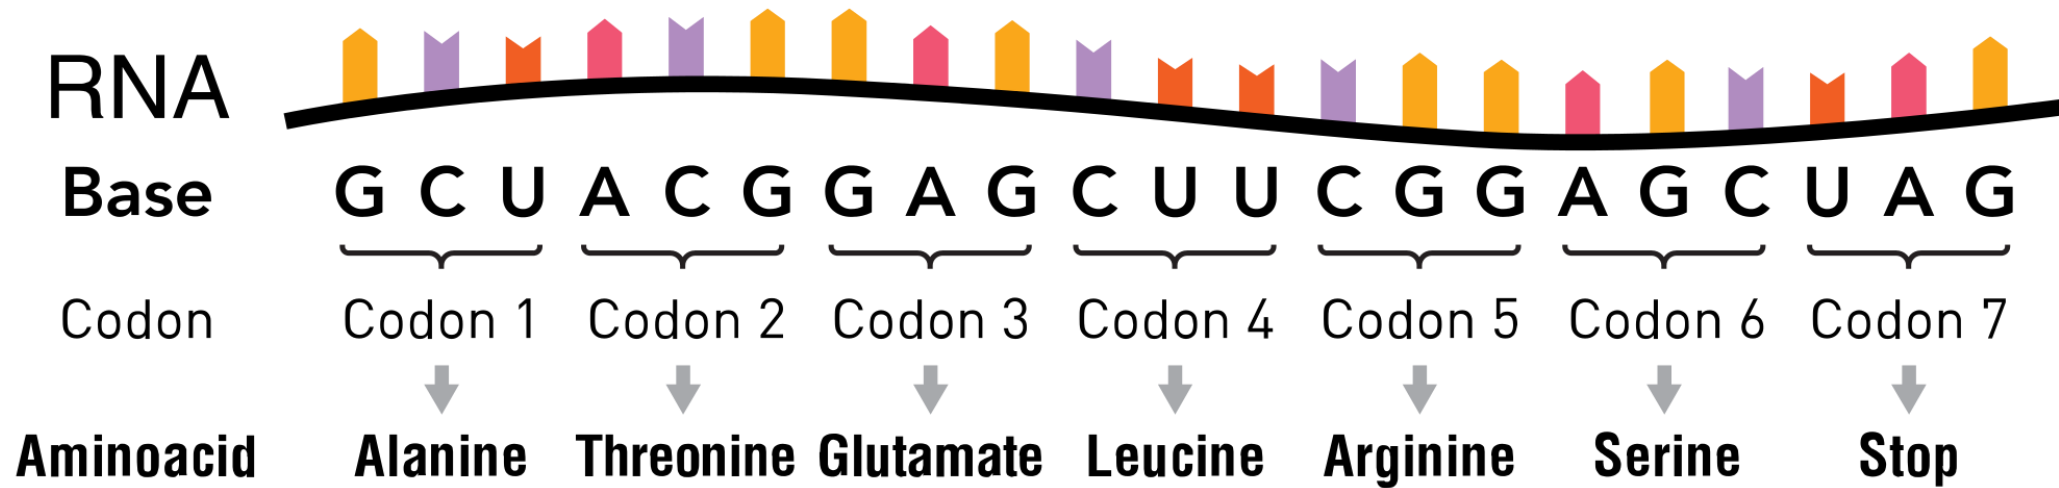 RNA
Base G C U A C G G A G C U U C G G A G C U A G
Codon Codon 1 Codon 2 Codon 3 Codon 4 Codon 5 Codon 6 Codon 7
Aminoacid Alanine Threonine Glutamate Leucine Arginine Serine Stop